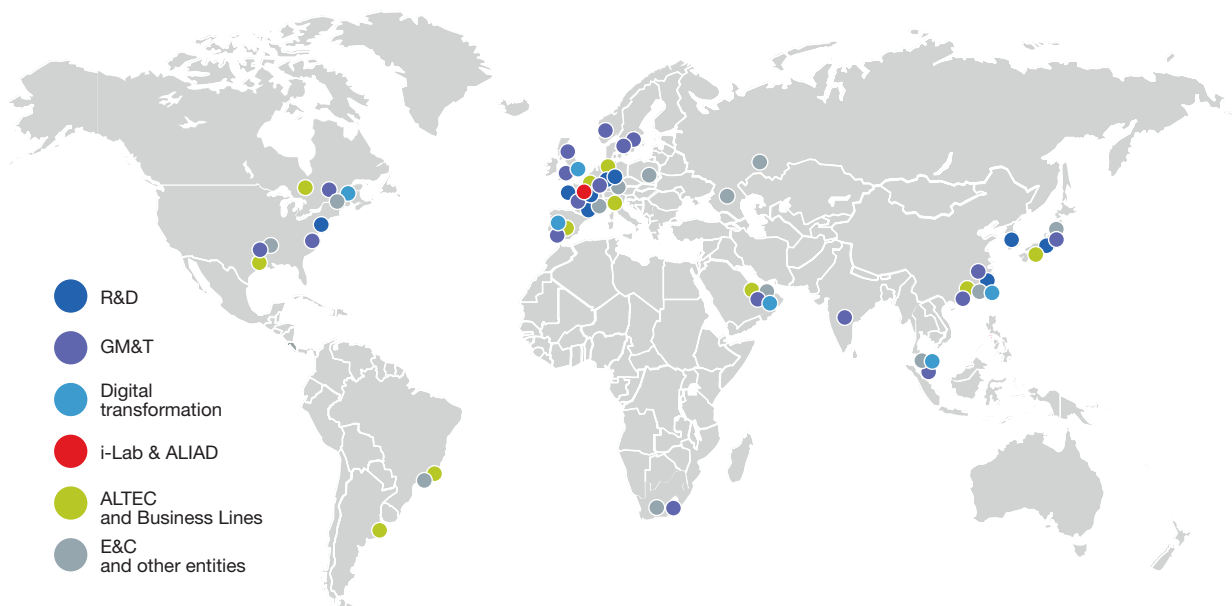 R&D
GM&T
Digital
transformation
i-Lab & ALIAD
ALTEC
and Business Lines
E&C
and other entities